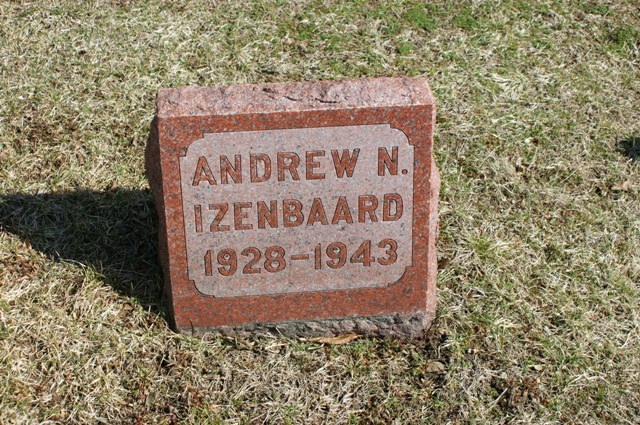 ANDREW N.
IZENBAARD
1928-1943